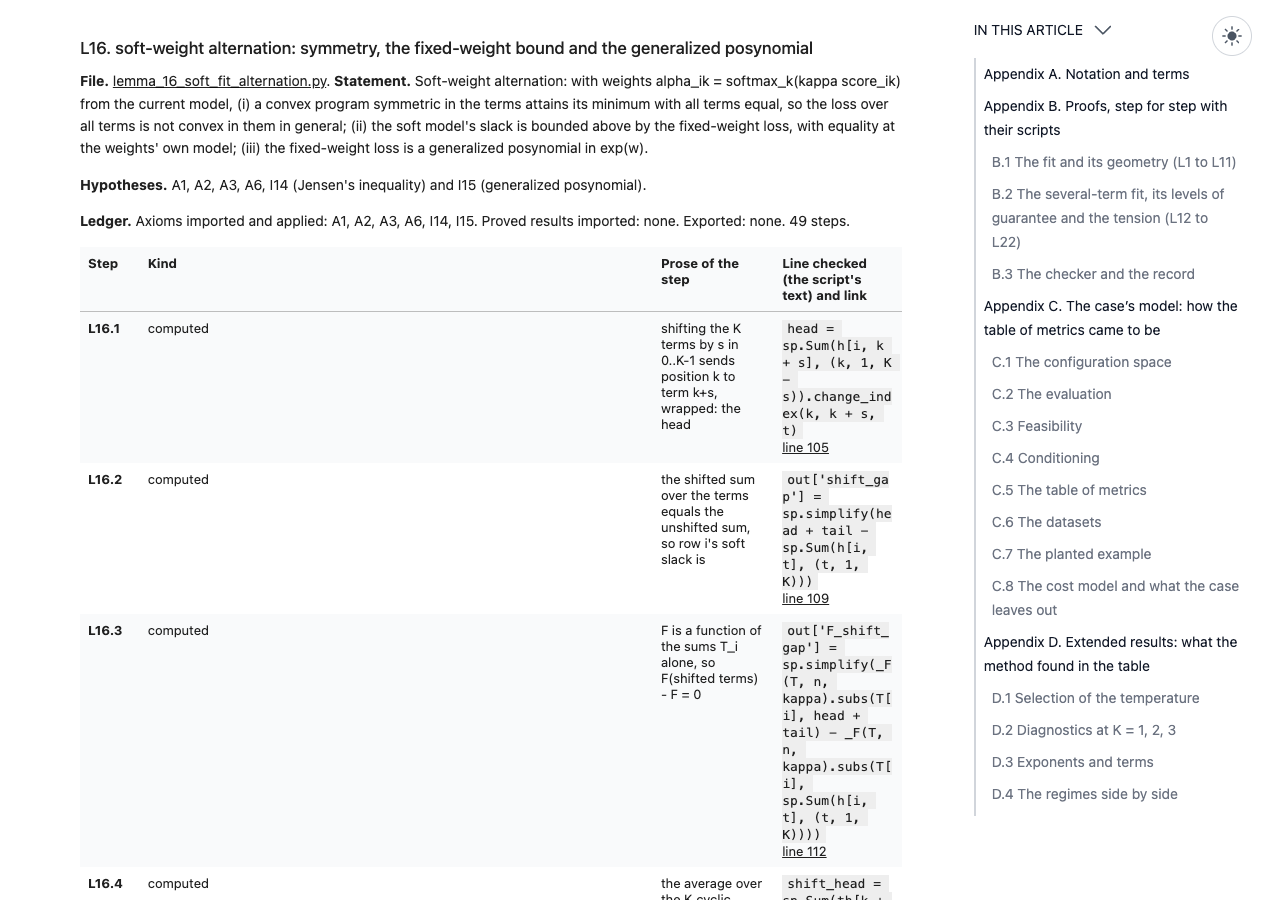 L16. soft-weight alternation: symmetry, the fixed-weight bound and the generalized posynomial
File. lemma_16_soft_fit_alternation.py. Statement. Soft-weight alternation: with weights alpha_ik = softmax_k(kappa score_ik)
from the current model, (i) a convex program symmetric in the terms attains its minimum with all terms equal, so the loss over
all terms is not convex in them in general; (ii) the soft model's slack is bounded above by the fixed-weight loss, with equality at
the weights' own model; (iii) the fixed-weight loss is a generalized posynomial in exp(w).
Hypotheses. A1, A2, A3, A6, I14 (Jensen's inequality) and I15 (generalized posynomial).
Ledger. Axioms imported and applied: A1, A2, A3, A6, I14, I15. Proved results imported: none. Exported: none. 49 steps.
Step Kind Prose of the step Line checked (the script's text) and link
L16.1 computed
shifting the K
terms by s in
0..K-1 sends
position k to
term k+s,
wrapped: the
head
head =
sp.Sum(h[i, k
+ s], (k, 1, K
−
s)).change_ind
ex(k, k + s,
t)
line 105
L16.2 computed
the shifted sum
over the terms
equals the
unshifted sum,
so row i's soft
slack is
out['shift_ga
p'] =
sp.simplify(he
ad + tail −
sp.Sum(h[i,
t], (t, 1,
K)))
line 109
L16.3 computed
F is a function of
the sums T_i
alone, so
F(shifted terms)
- F = 0
out['F_shift_
gap'] =
sp.simplify(_F
(T, n,
kappa).subs(T[
i], head +
tail) − _F(T,
n,
kappa).subs(T[
i],
sp.Sum(h[i,
t], (t, 1,
K))))
line 112
L16.4 computed
the average over
the K cyclic
shift_head =
sp.Sum(th[k +
IN THIS ARTICLE
Appendix A. Notation and terms
Appendix B. Proofs, step for step with
their scripts
B.1 The fit and its geometry (L1 to L11)
B.2 The several-term fit, its levels of
guarantee and the tension (L12 to
L22)
B.3 The checker and the record
Appendix C. The case’s model: how the
table of metrics came to be
C.1 The configuration space
C.2 The evaluation
C.3 Feasibility
C.4 Conditioning
C.5 The table of metrics
C.6 The datasets
C.7 The planted example
C.8 The cost model and what the case
leaves out
Appendix D. Extended results: what the
method found in the table
D.1 Selection of the temperature
D.2 Diagnostics at K = 1, 2, 3
D.3 Exponents and terms
D.4 The regimes side by side